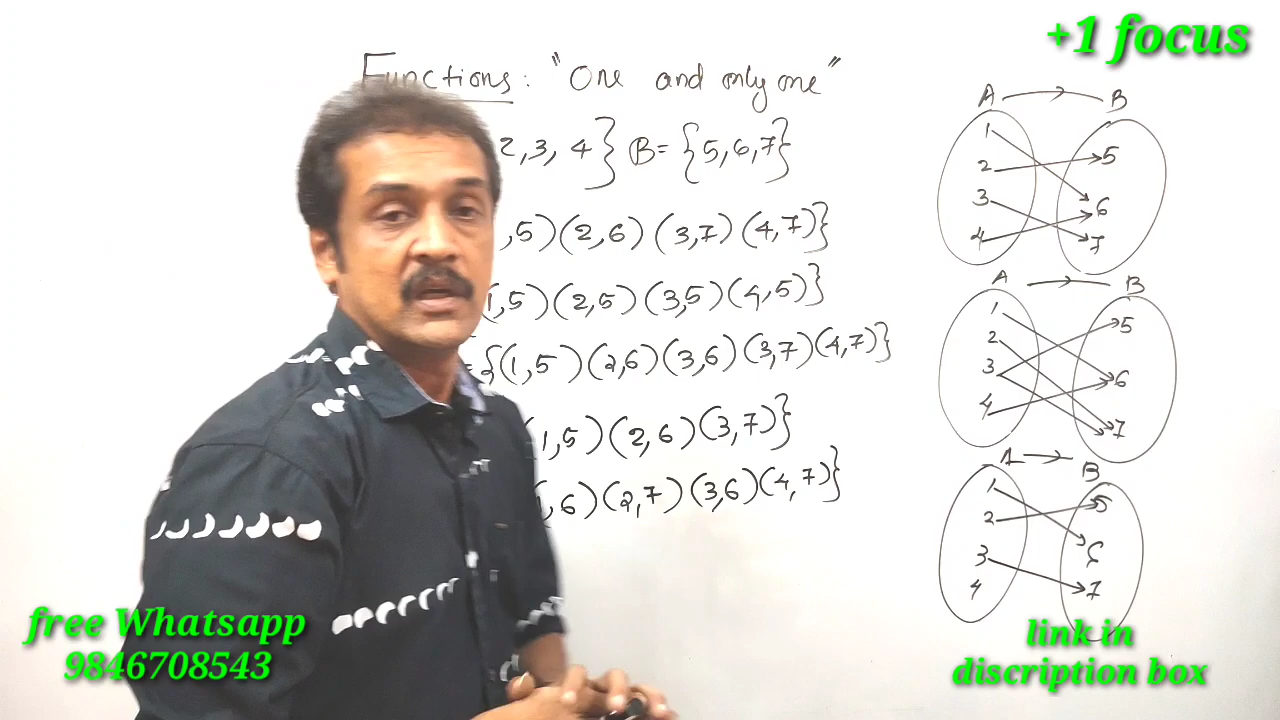 +1 focus
Functions: "One and only one"
2, 3, 4} B = {5, 6, 7}
,5)(2,6)(3,7)(4,7)}
(1,5)(2,5)(3,5)(4,5)}
={(1,5)(2,6)(3,6)(3,7)(4,7)}
1,5)(2,6)(3,7)}
,6)(2,7)(3,6)(4,7)}
A → B
1
2 5
3 6
4 7
A → B
1 5
2
3 6
4 7
A → B
1 5
2
3 6
4 7
free Whatsapp
9846708543
link in
discription box